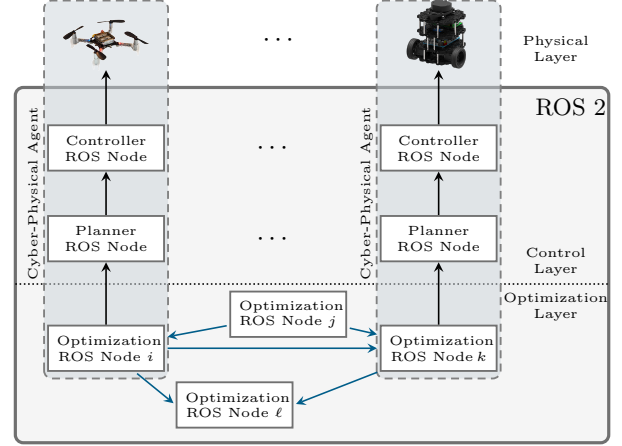 . . .
Physical
Layer
ROS 2
Cyber-Physical Agent
Controller
ROS Node
. . .
Cyber-Physical Agent
Controller
ROS Node
Planner
ROS Node
. . .
Planner
ROS Node
Control
Layer
Optimization
Layer
Optimization
ROS Node j
Optimization
ROS Node i
Optimization
ROS Node k
Optimization
ROS Node ℓ